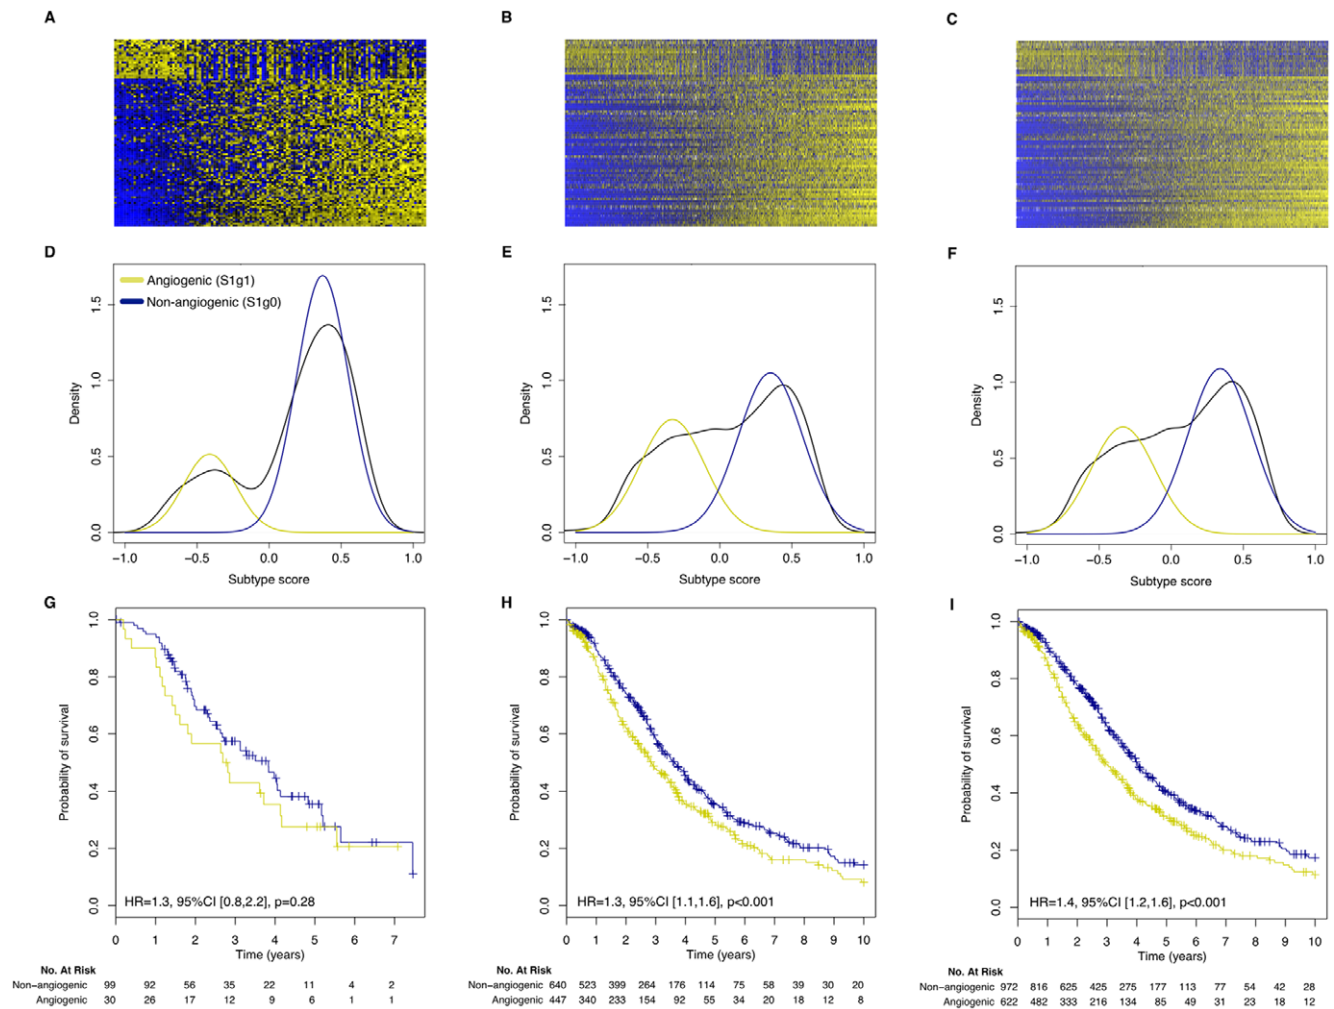 A
B
C
D
E
F
Angiogenic (S1g1)
Non-angiogenic (S1g0)
Density
0.0 0.5 1.0 1.5
−1.0 −0.5 0.0 0.5 1.0
Subtype score
Density
0.0 0.5 1.0 1.5
−1.0 −0.5 0.0 0.5 1.0
Subtype score
Density
0.0 0.5 1.0 1.5
−1.0 −0.5 0.0 0.5 1.0
Subtype score
G
Probability of survival
0.0 0.2 0.4 0.6 0.8 1.0
HR=1.3, 95%CI [0.8,2.2], p=0.28
0 1 2 3 4 5 6 7
Time (years)
No. At Risk
Non−angiogenic 99 92 56 35 22 11 4 2
Angiogenic 30 26 17 12 9 6 1 1
H
Probability of survival
0.0 0.2 0.4 0.6 0.8 1.0
HR=1.3, 95%CI [1.1,1.6], p<0.001
0 1 2 3 4 5 6 7 8 9 10
Time (years)
No. At Risk
Non−angiogenic 640 523 399 264 176 114 75 58 39 30 20
Angiogenic 447 340 233 154 92 55 34 20 18 12 8
I
Probability of survival
0.0 0.2 0.4 0.6 0.8 1.0
HR=1.4, 95%CI [1.2,1.6], p<0.001
0 1 2 3 4 5 6 7 8 9 10
Time (years)
No. At Risk
Non−angiogenic 972 816 625 425 275 177 113 77 54 42 28
Angiogenic 622 482 333 216 134 85 49 31 23 18 12